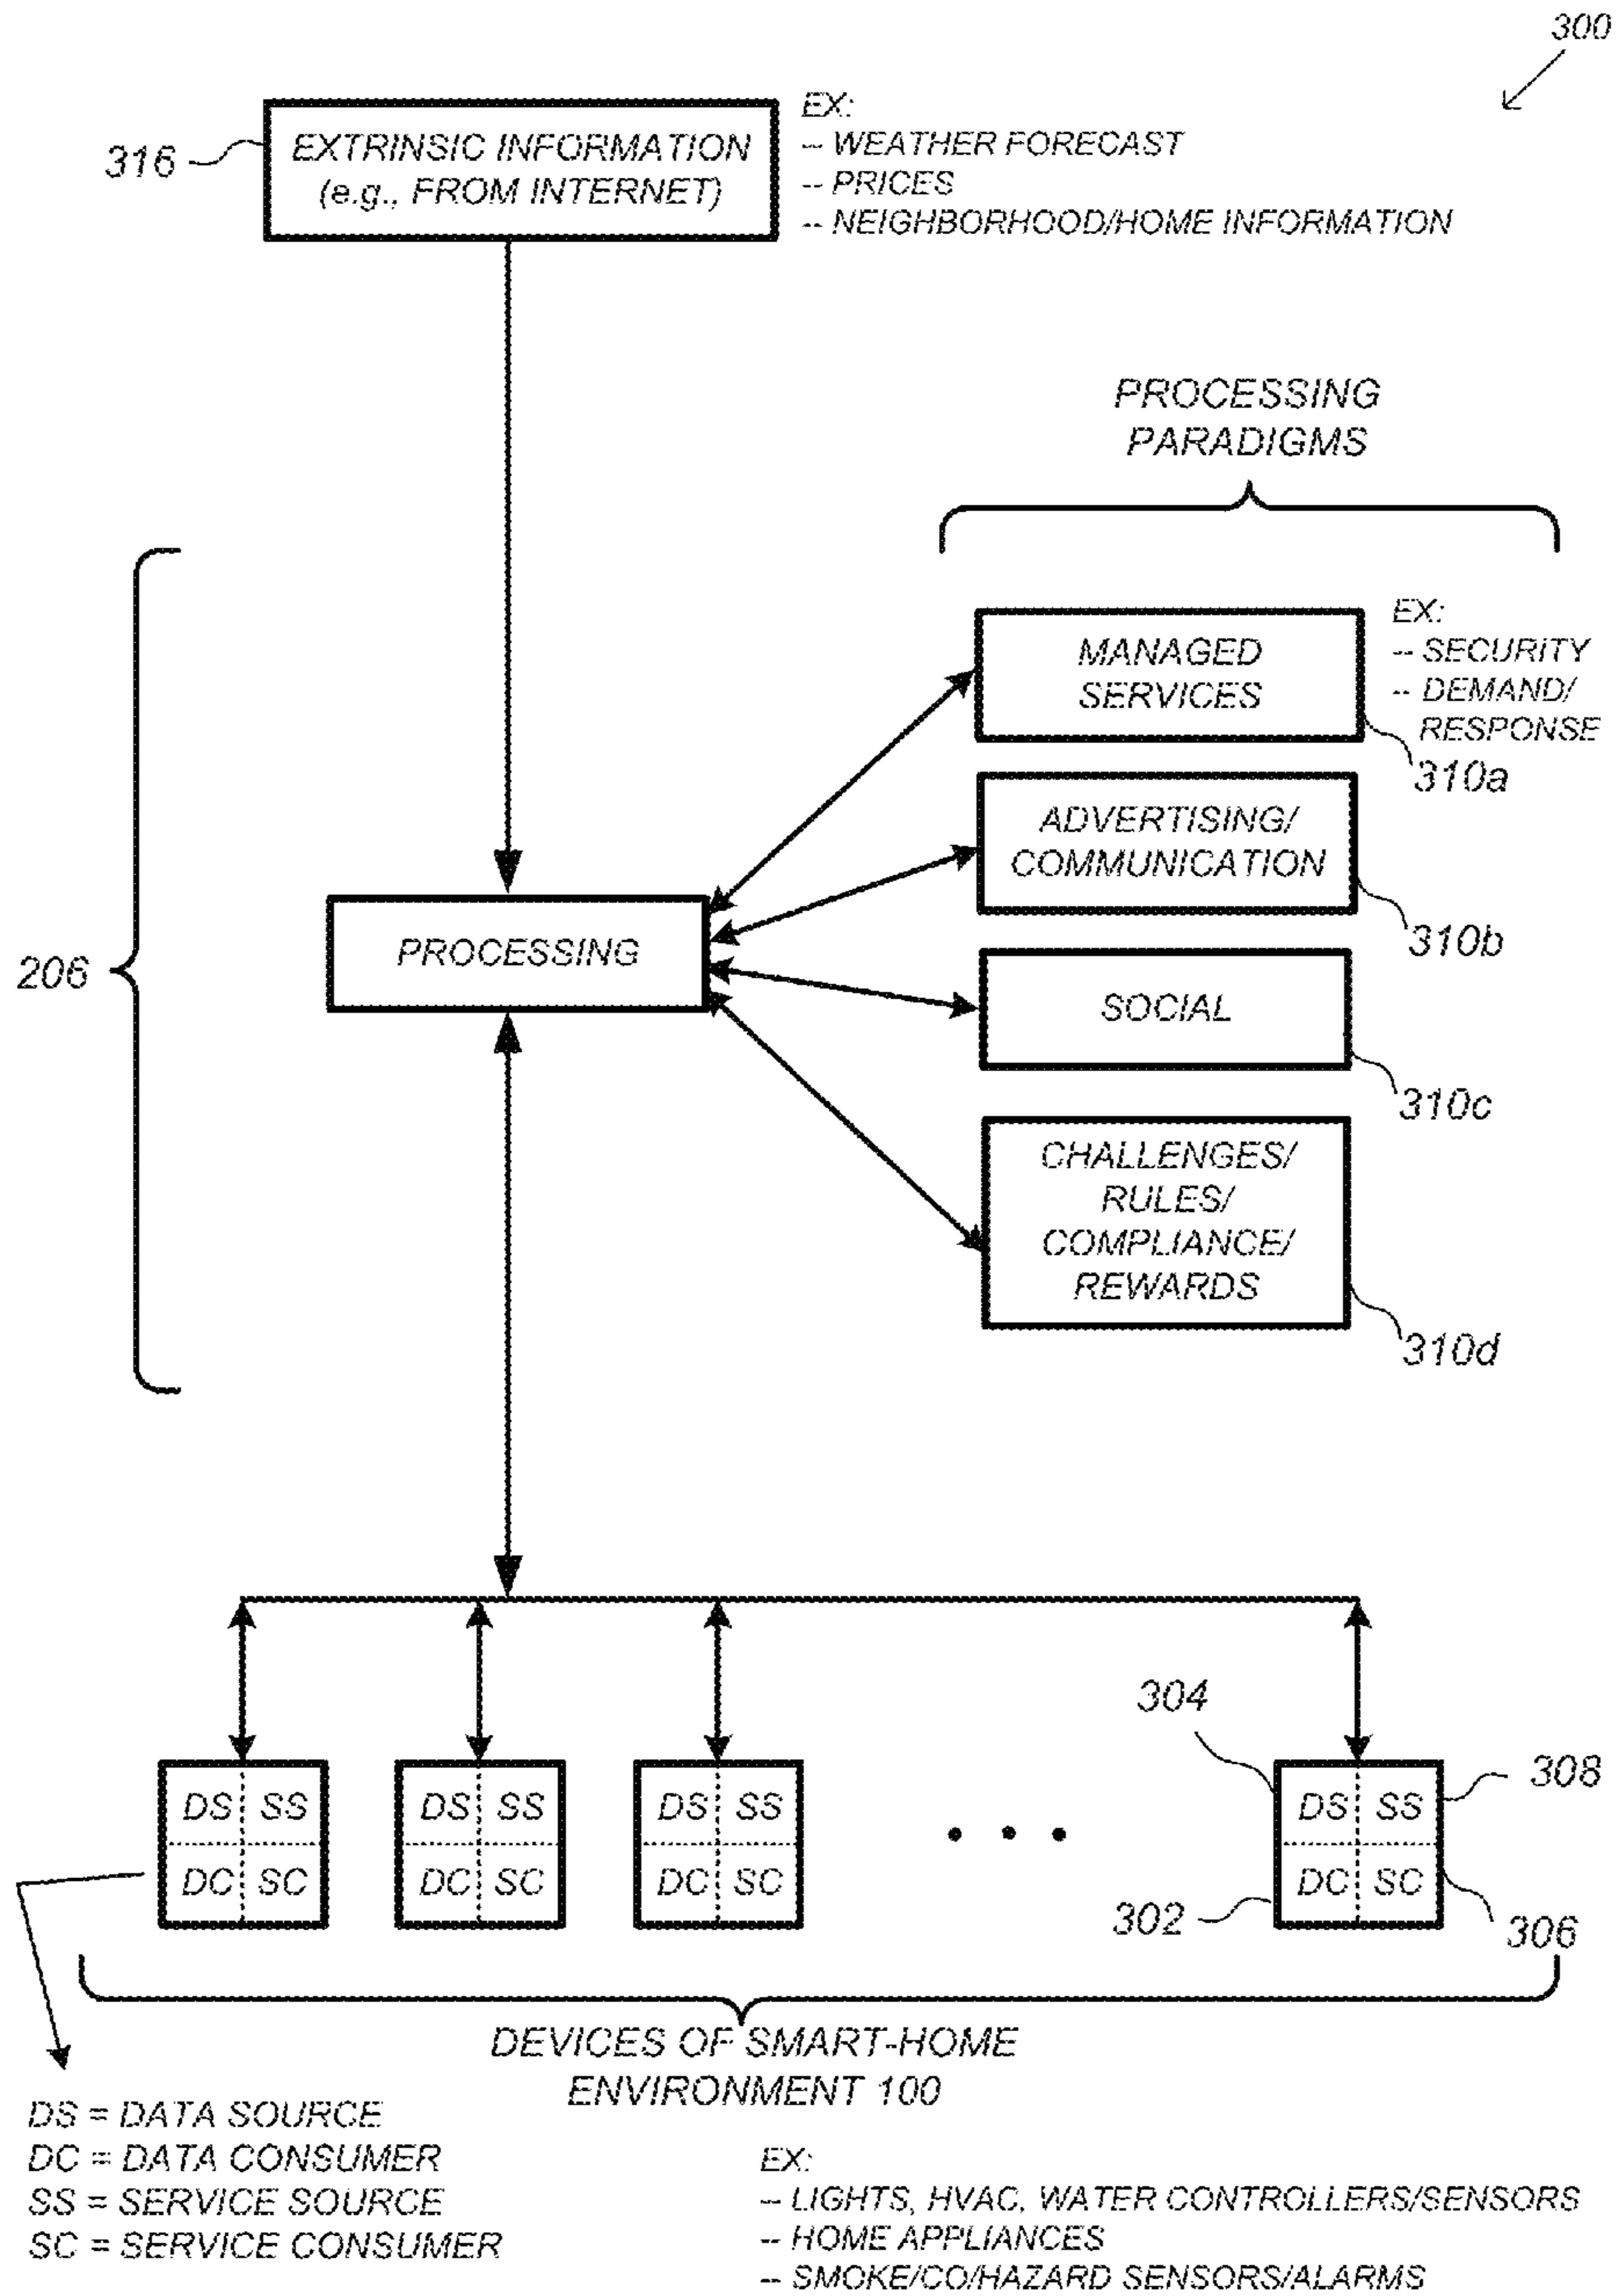 300
316
EXTRINSIC INFORMATION
(e.g., FROM INTERNET)
EX:
-- WEATHER FORECAST
-- PRICES
-- NEIGHBORHOOD/HOME INFORMATION
PROCESSING
PARADIGMS
206
PROCESSING
MANAGED
SERVICES
EX:
-- SECURITY
-- DEMAND/
RESPONSE
310a
ADVERTISING/
COMMUNICATION
310b
SOCIAL
310c
CHALLENGES/
RULES/
COMPLIANCE/
REWARDS
310d
DS SS
DC SC
DS SS
DC SC
DS SS
DC SC
304
DS SS
308
DC SC
302
306
DEVICES OF SMART-HOME
ENVIRONMENT 100
DS = DATA SOURCE
DC = DATA CONSUMER
SS = SERVICE SOURCE
SC = SERVICE CONSUMER
EX:
-- LIGHTS, HVAC, WATER CONTROLLERS/SENSORS
-- HOME APPLIANCES
-- SMOKE/CO/HAZARD SENSORS/ALARMS